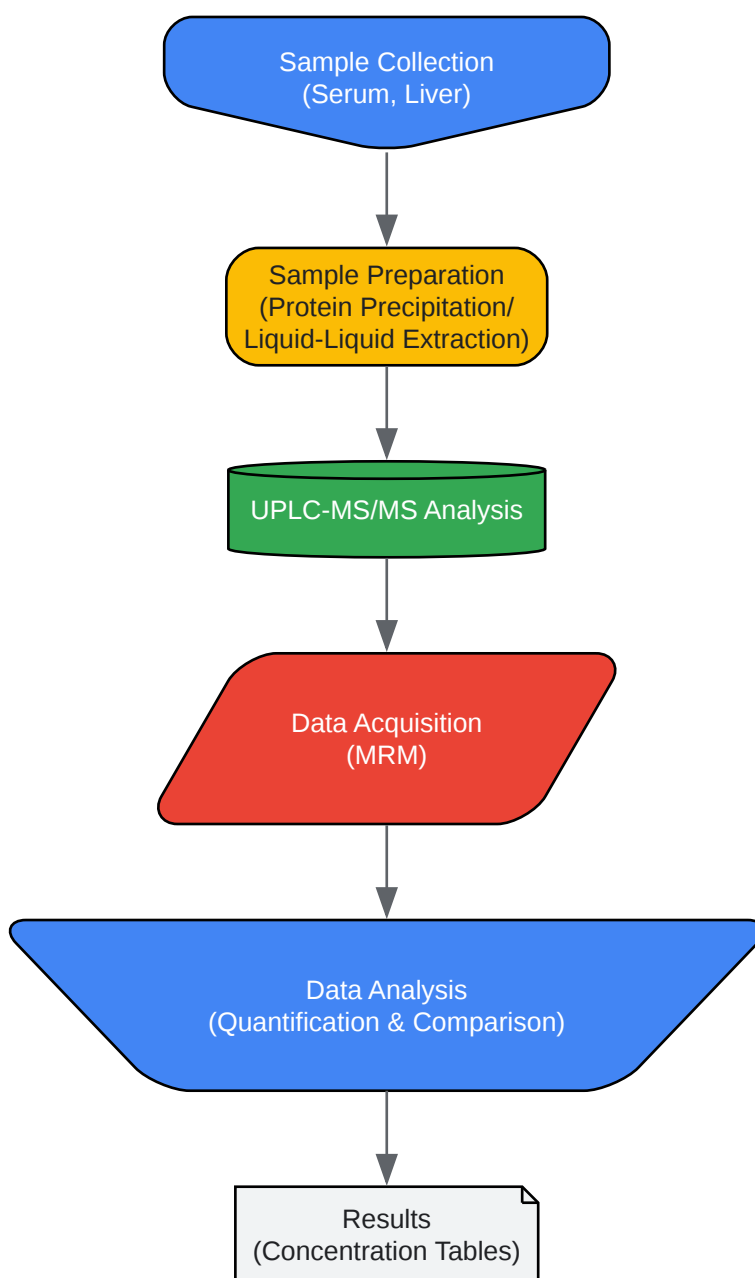 Sample Collection
(Serum, Liver)
Sample Preparation
(Protein Precipitation/
Liquid-Liquid Extraction)
UPLC-MS/MS Analysis
Data Acquisition
(MRM)
Data Analysis
(Quantification & Comparison)
Results
(Concentration Tables)